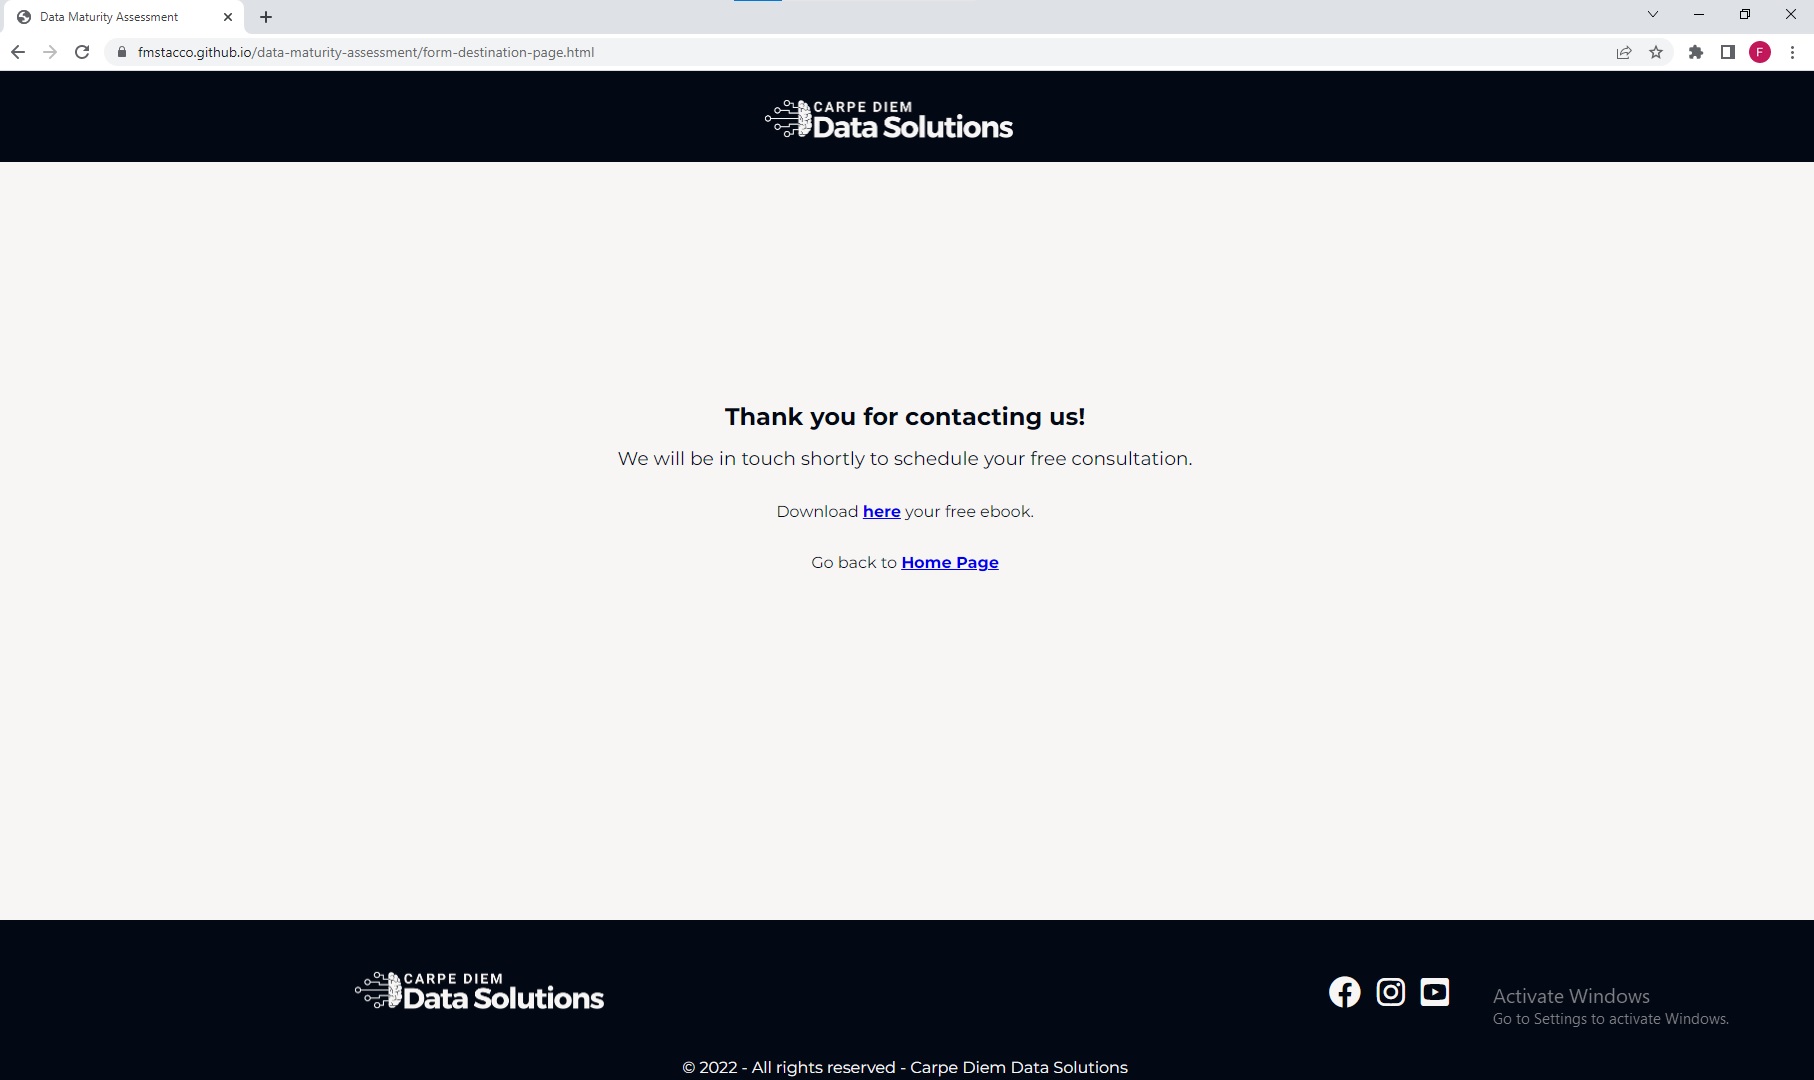 Data Maturity Assessment
fmstacco.github.io/data-maturity-assessment/form-destination-page.html
F
CARPE DIEM
Data Solutions
Thank you for contacting us!
We will be in touch shortly to schedule your free consultation.
Download here your free ebook.
Go back to Home Page
CARPE DIEM
Data Solutions
Activate Windows
Go to Settings to activate Windows.
© 2022 - All rights reserved - Carpe Diem Data Solutions